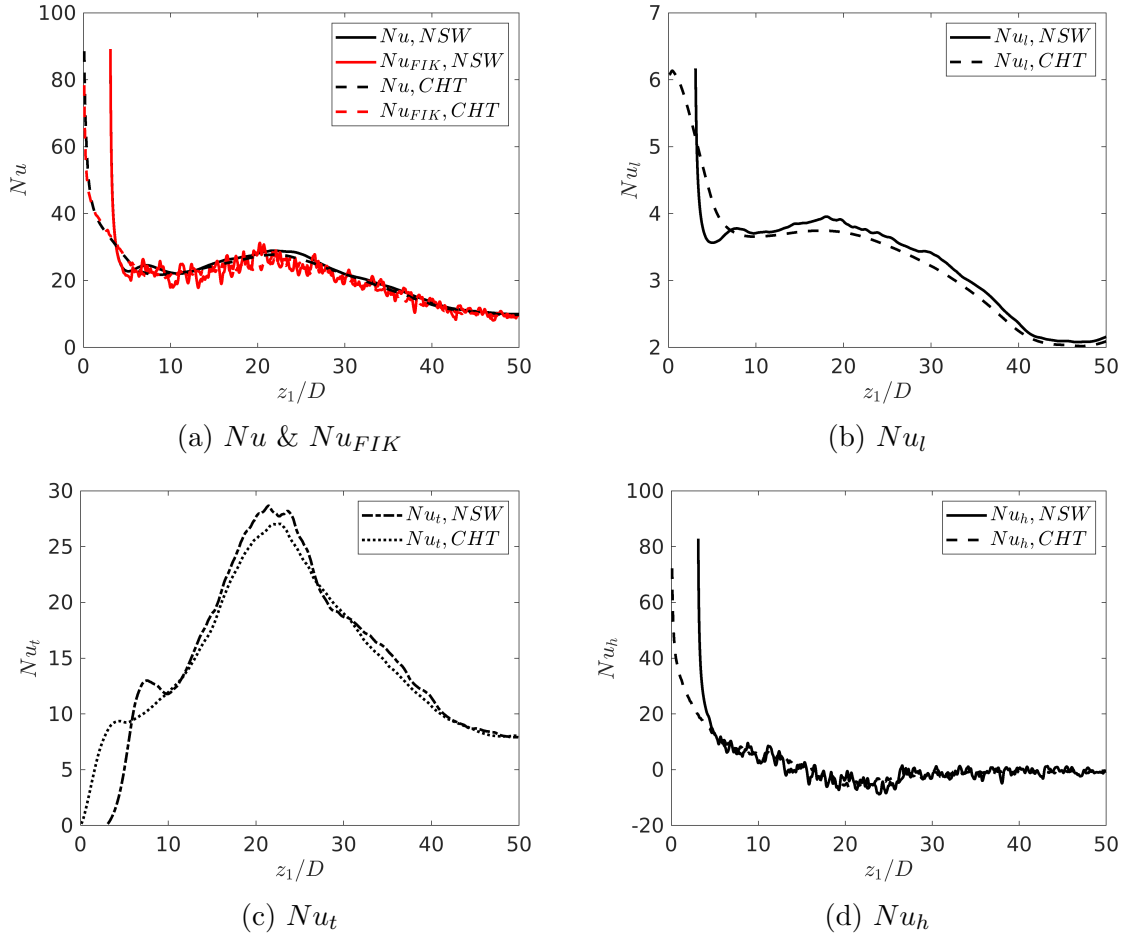 100
80
60
40
20
0
Nu
0 10 20 30 40 50
z₁/D
Nu, NSW
Nu_FIK, NSW
Nu, CHT
Nu_FIK, CHT
(a) Nu & Nu_FIK
7
6
5
4
3
2
Nu_l
0 10 20 30 40 50
z₁/D
Nu_l, NSW
Nu_l, CHT
(b) Nu_l
30
25
20
15
10
5
0
Nu_t
0 10 20 30 40 50
z₁/D
Nu_t, NSW
Nu_t, CHT
(c) Nu_t
100
80
60
40
20
0
-20
Nu_h
0 10 20 30 40 50
z₁/D
Nu_h, NSW
Nu_h, CHT
(d) Nu_h